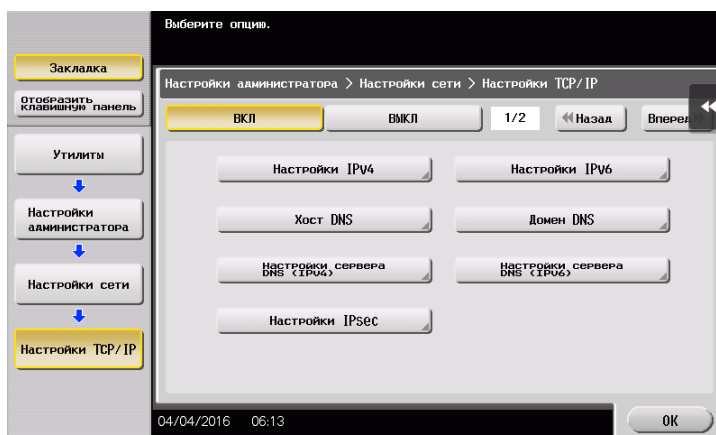 Выберите опцию.
Закладка
Отобразить
клавишную панель
Настройки администратора > Настройки сети > Настройки TCP/IP
ВКЛ
ВЫКЛ
1/2
Назад
Вперед
Утилиты
Настройки
администратора
Настройки сети
Настройки TCP/IP
Настройки IPv4
Настройки IPv6
Хост DNS
Домен DNS
Настройки сервера
DNS (IPv4)
Настройки сервера
DNS (IPv6)
Настройки IPsec
04/04/2016 06:13
OK